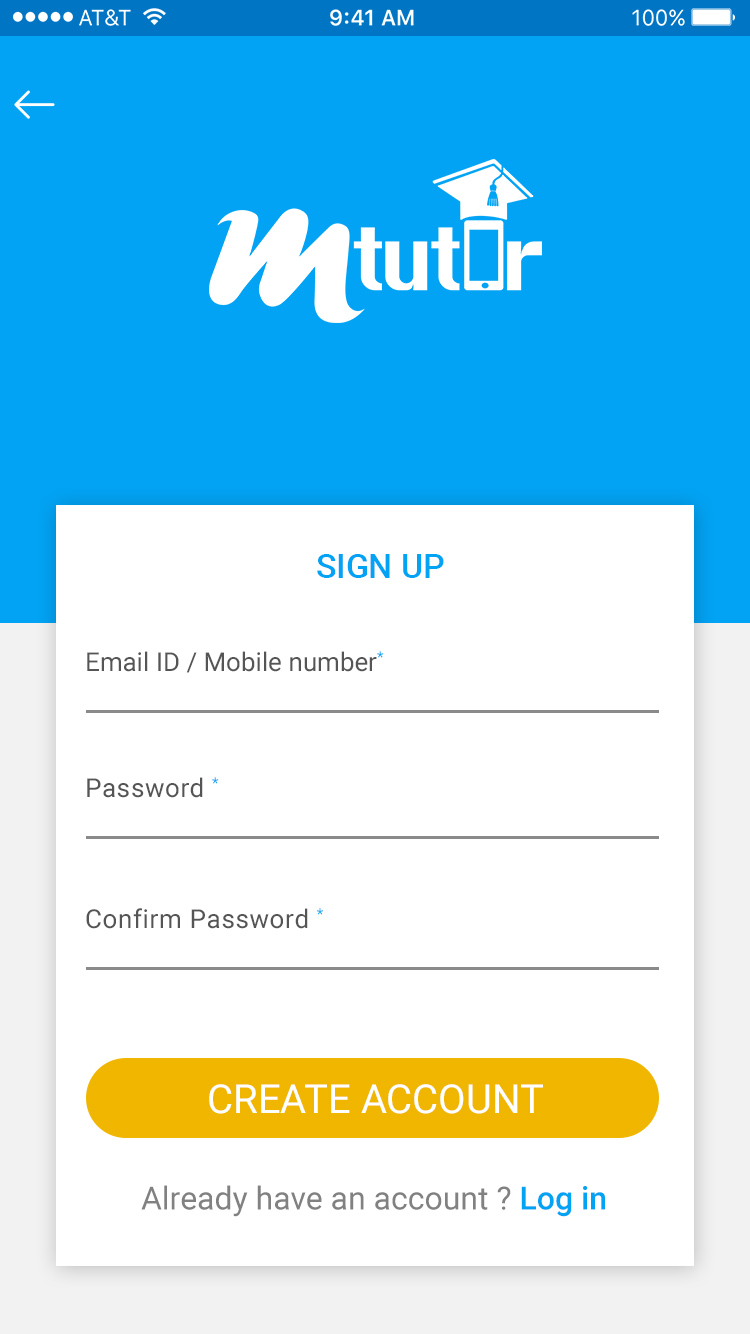 AT&T 9:41 AM 100%
Mtutor
SIGN UP
Email ID / Mobile number*
Password *
Confirm Password *
CREATE ACCOUNT
Already have an account ? Log in